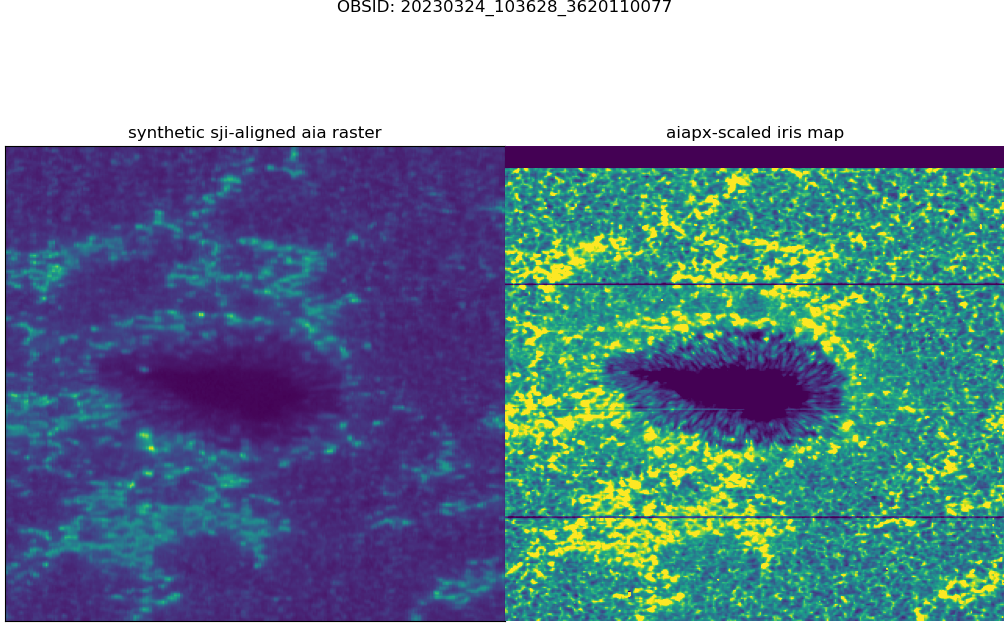 OBSID: 20230324_103628_3620110077
synthetic sji-aligned aia raster
aiapx-scaled iris map